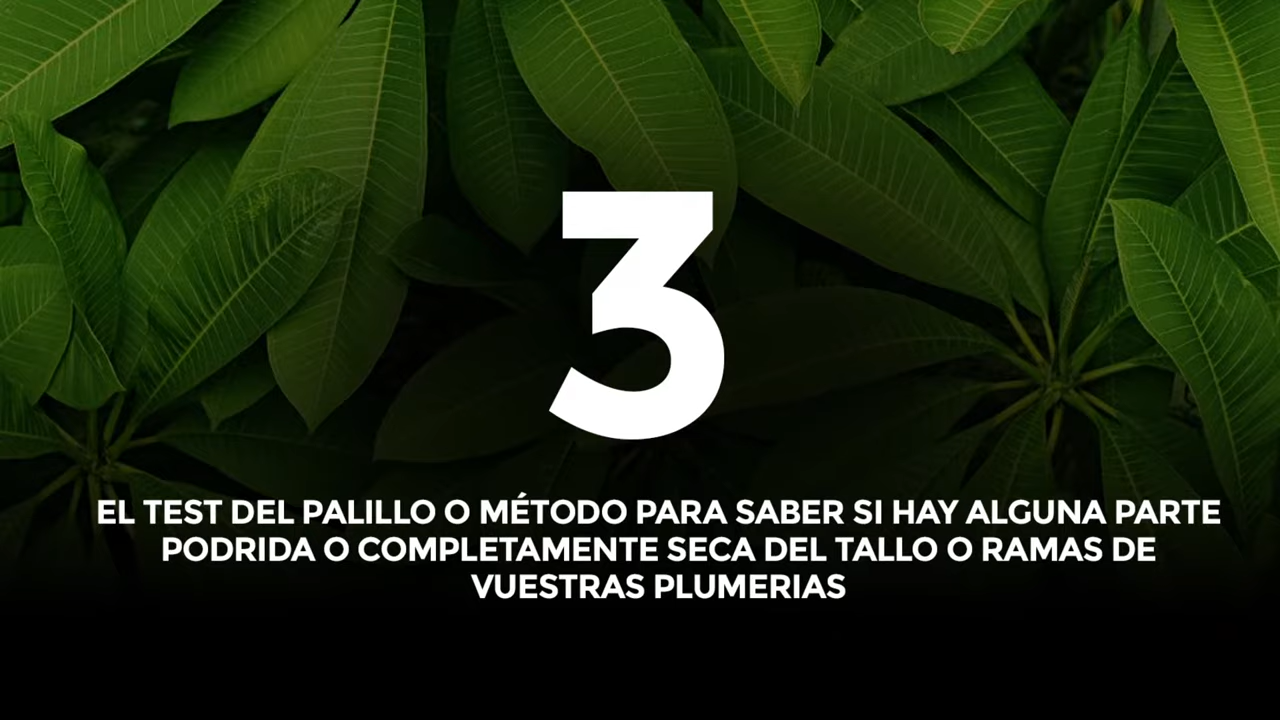 3
EL TEST DEL PALILLO O MÉTODO PARA SABER SI HAY ALGUNA PARTE
PODRIDA O COMPLETAMENTE SECA DEL TALLO O RAMAS DE
VUESTRAS PLUMERIAS